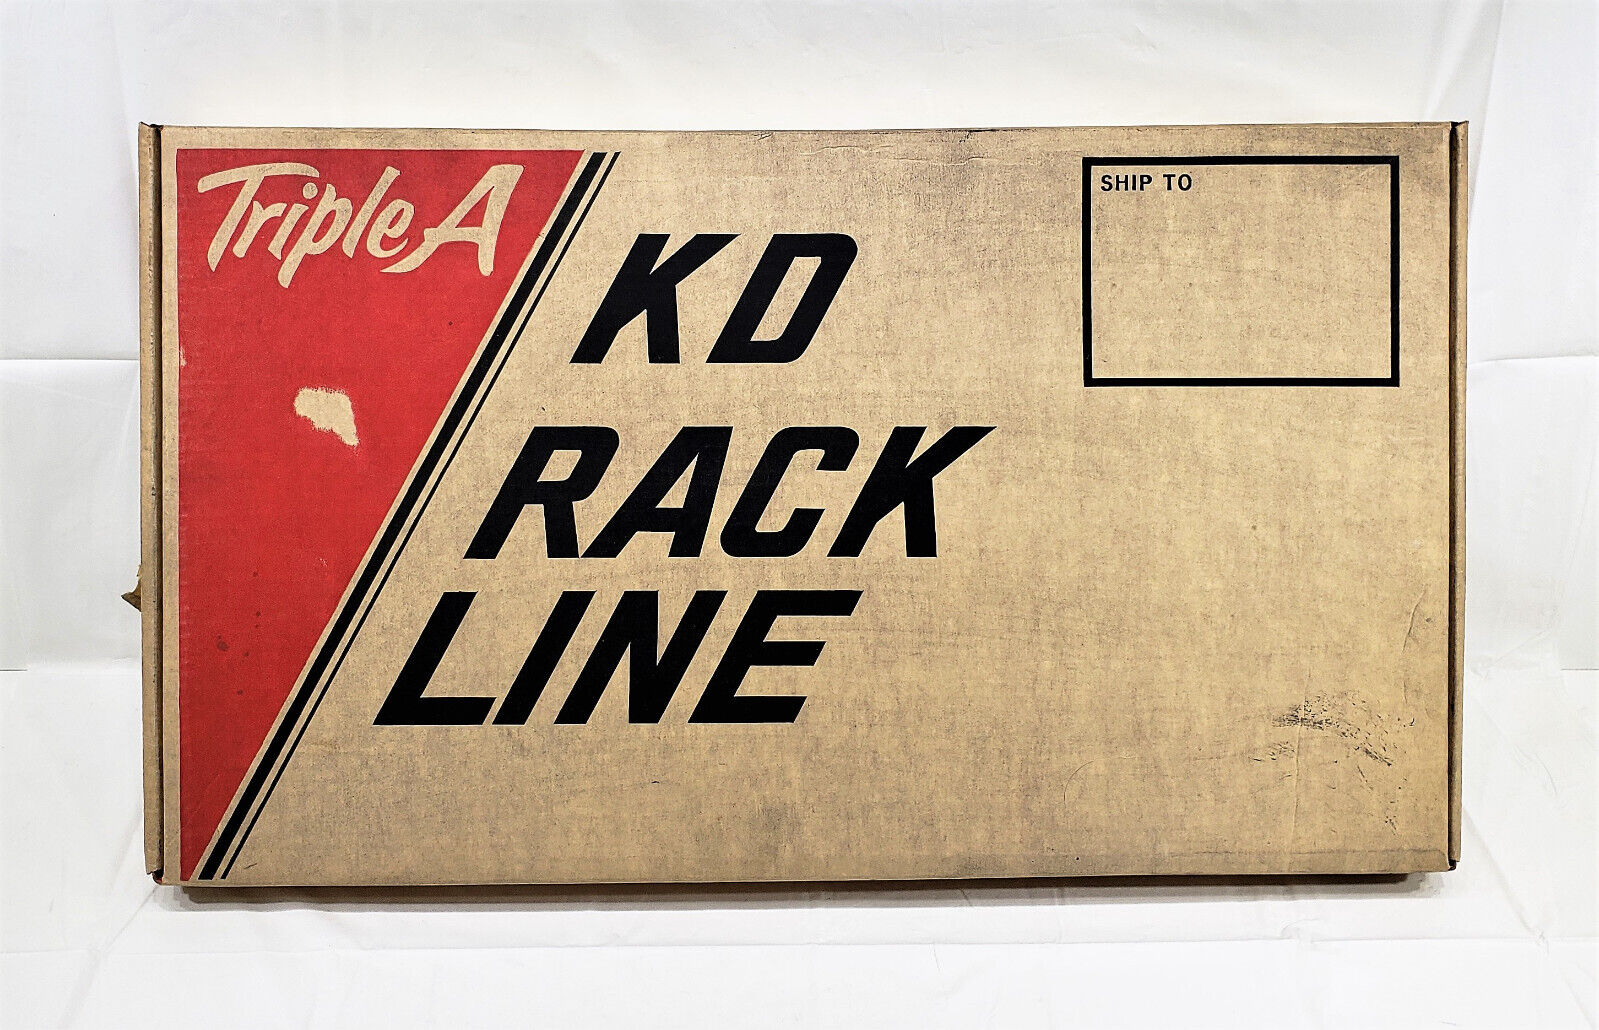 Triple A
KD
RACK
LINE
SHIP TO